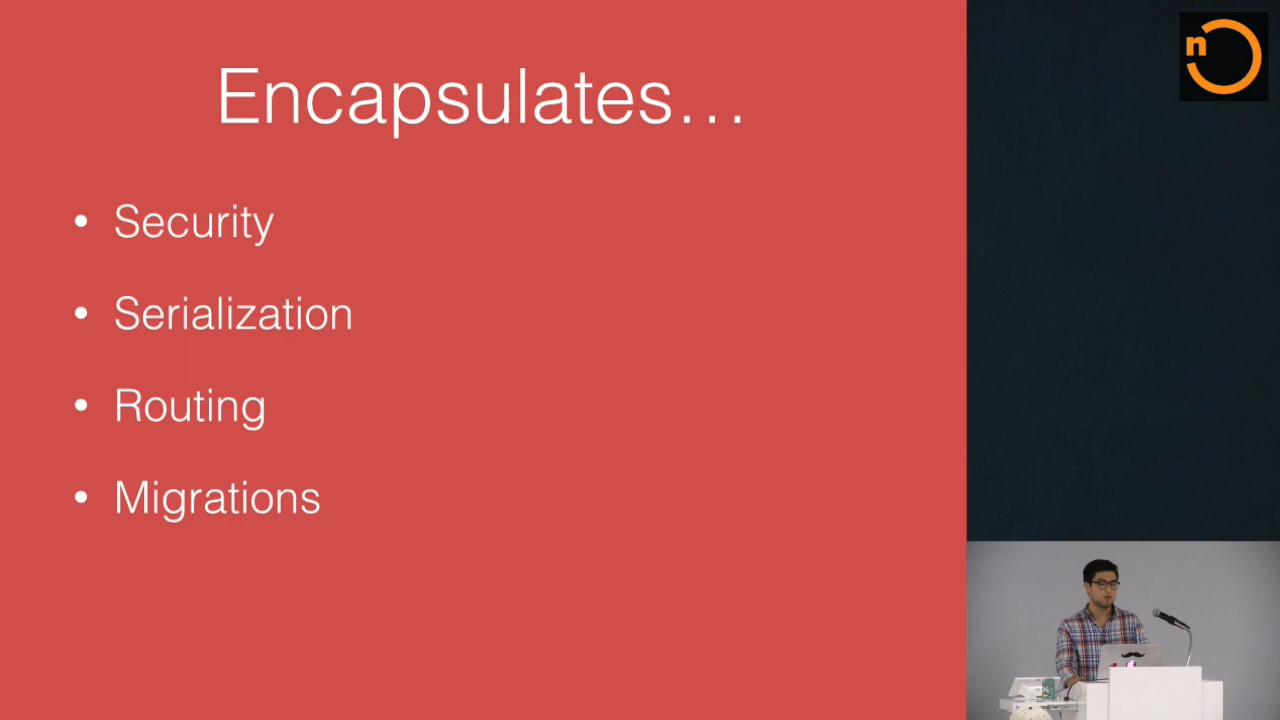 Encapsulates…
• Security
• Serialization
• Routing
• Migrations
n